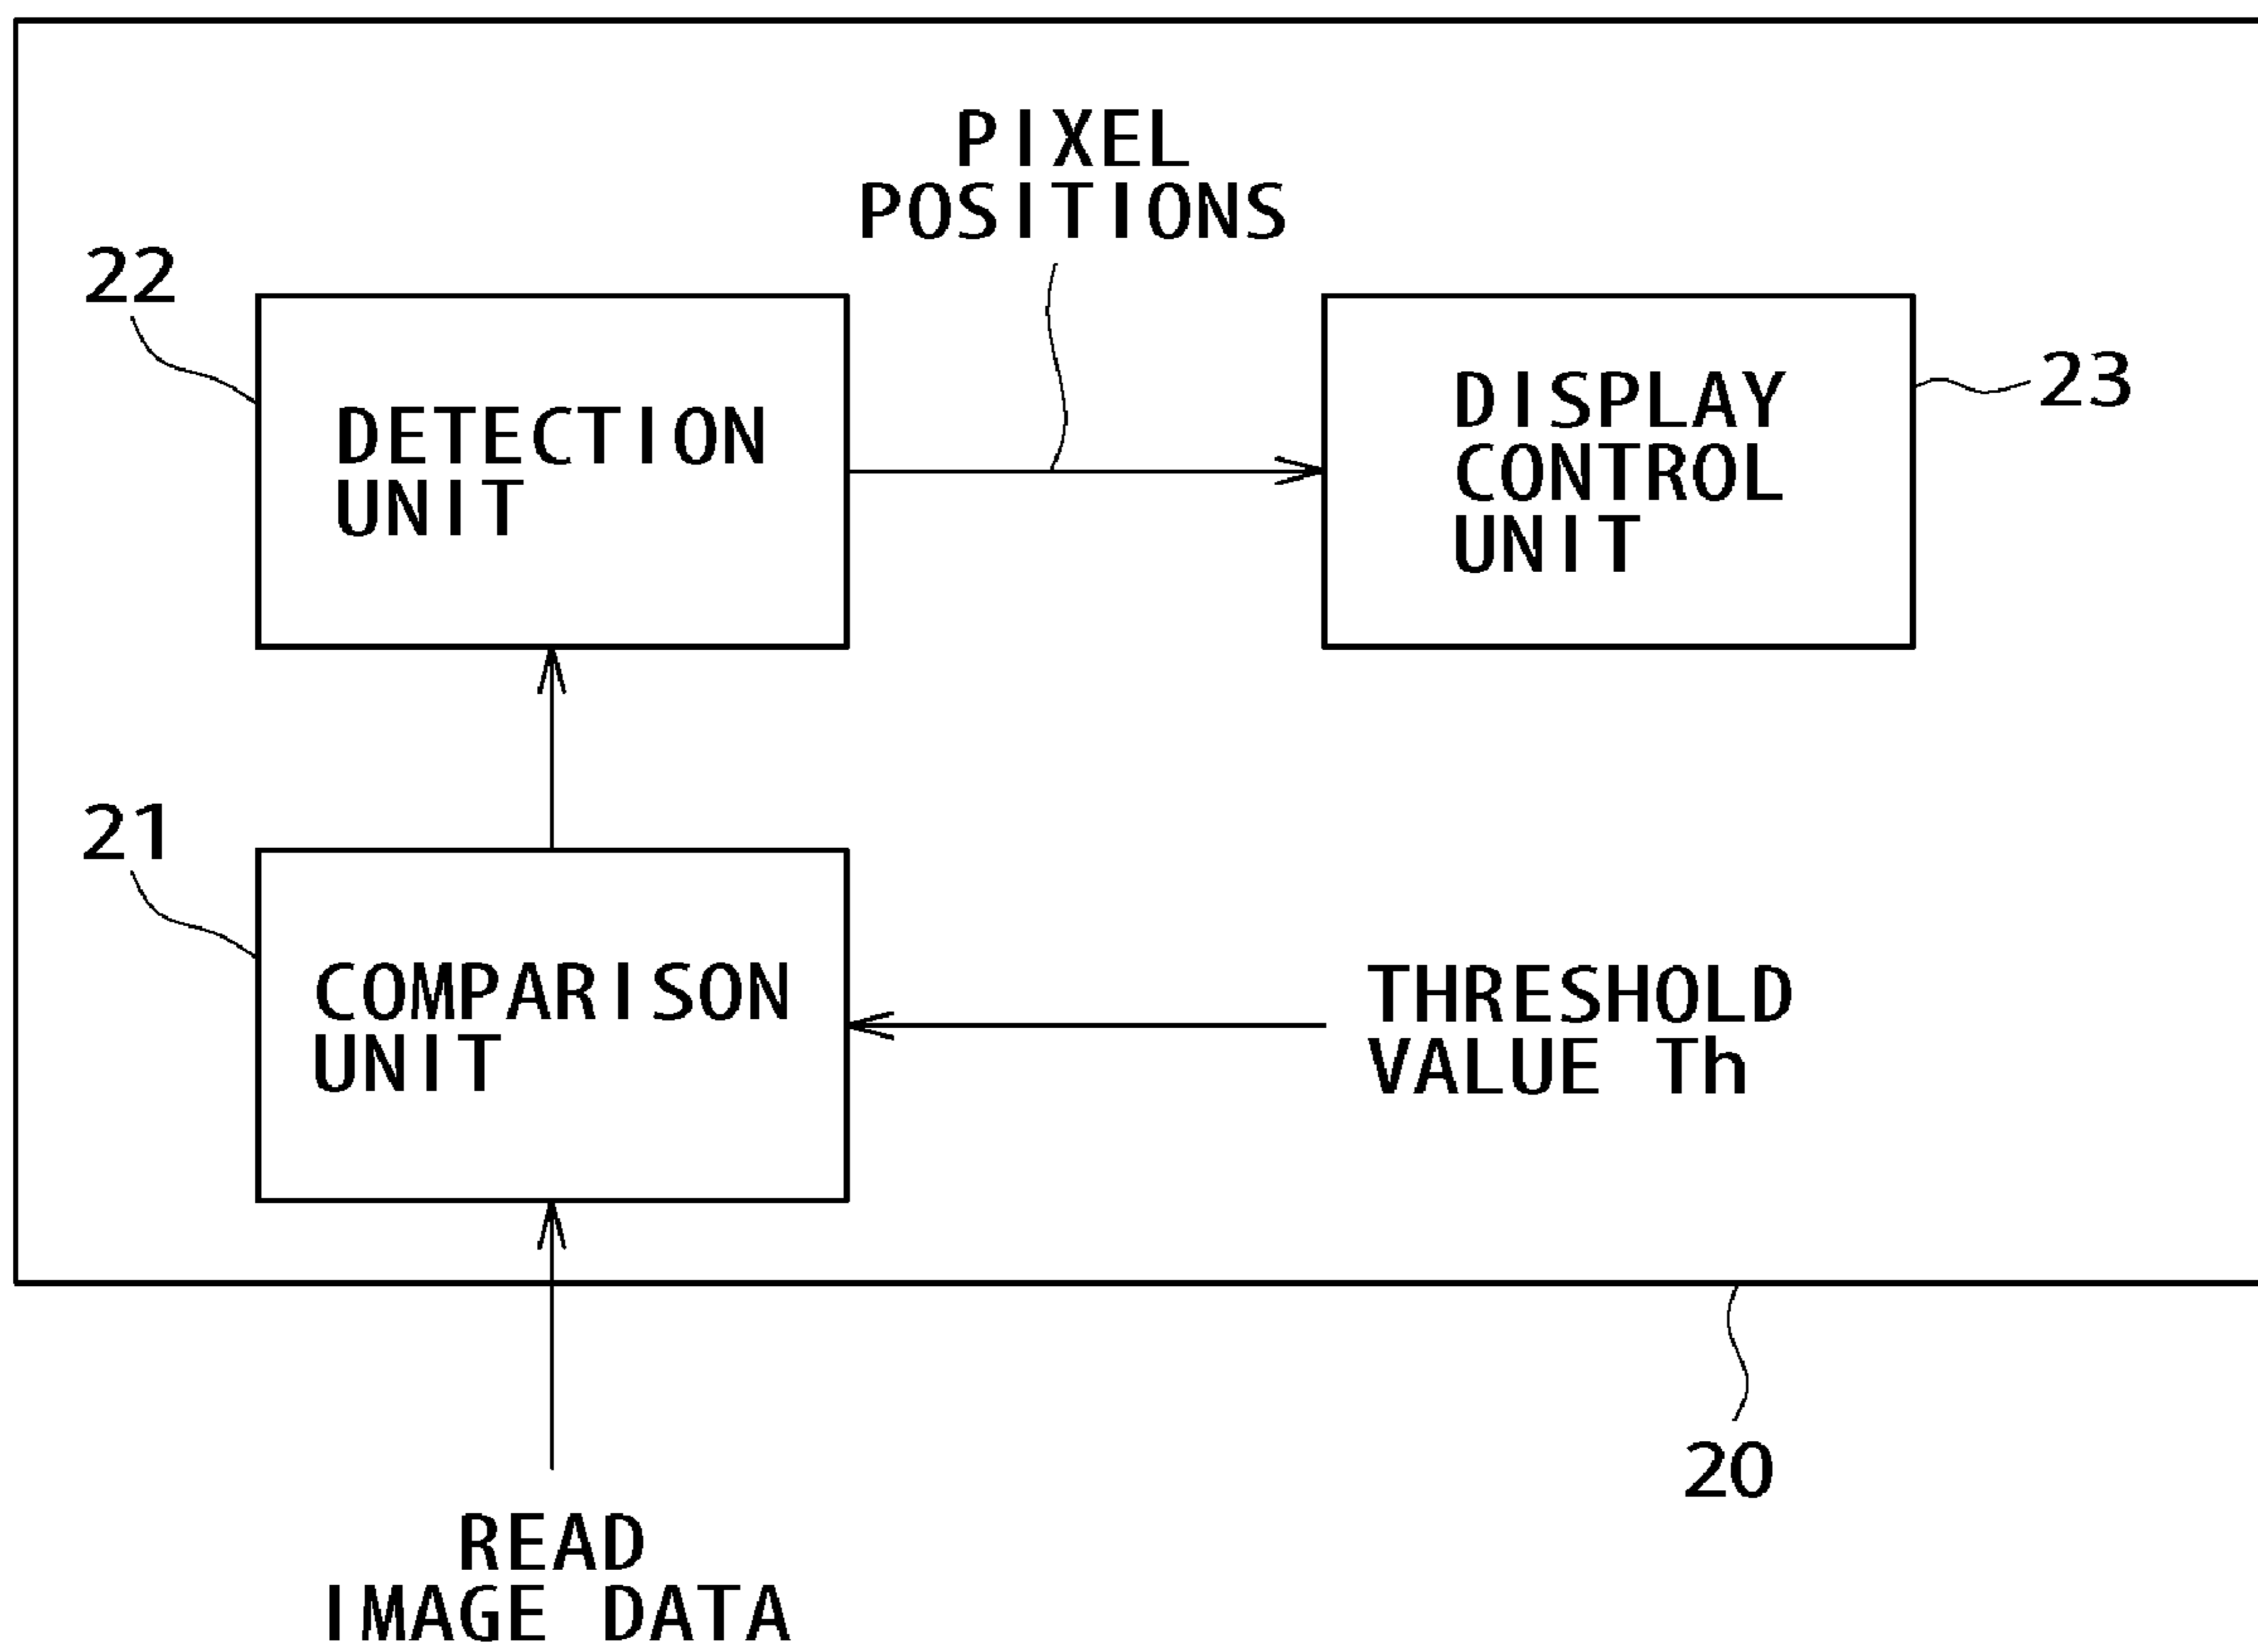 PIXEL
POSITIONS
22
DETECTION
UNIT
DISPLAY
CONTROL
UNIT
23
21
COMPARISON
UNIT
THRESHOLD
VALUE Th
20
READ
IMAGE DATA